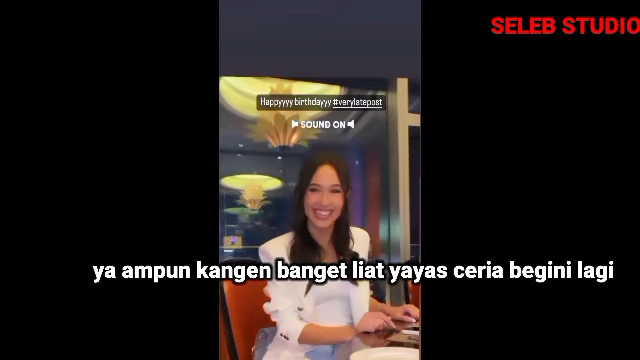 SELEB STUDIO
Happyyyy birthdayyy #verylatepost
SOUND ON
ya ampun kangen banget liat yayas ceria begini lagi